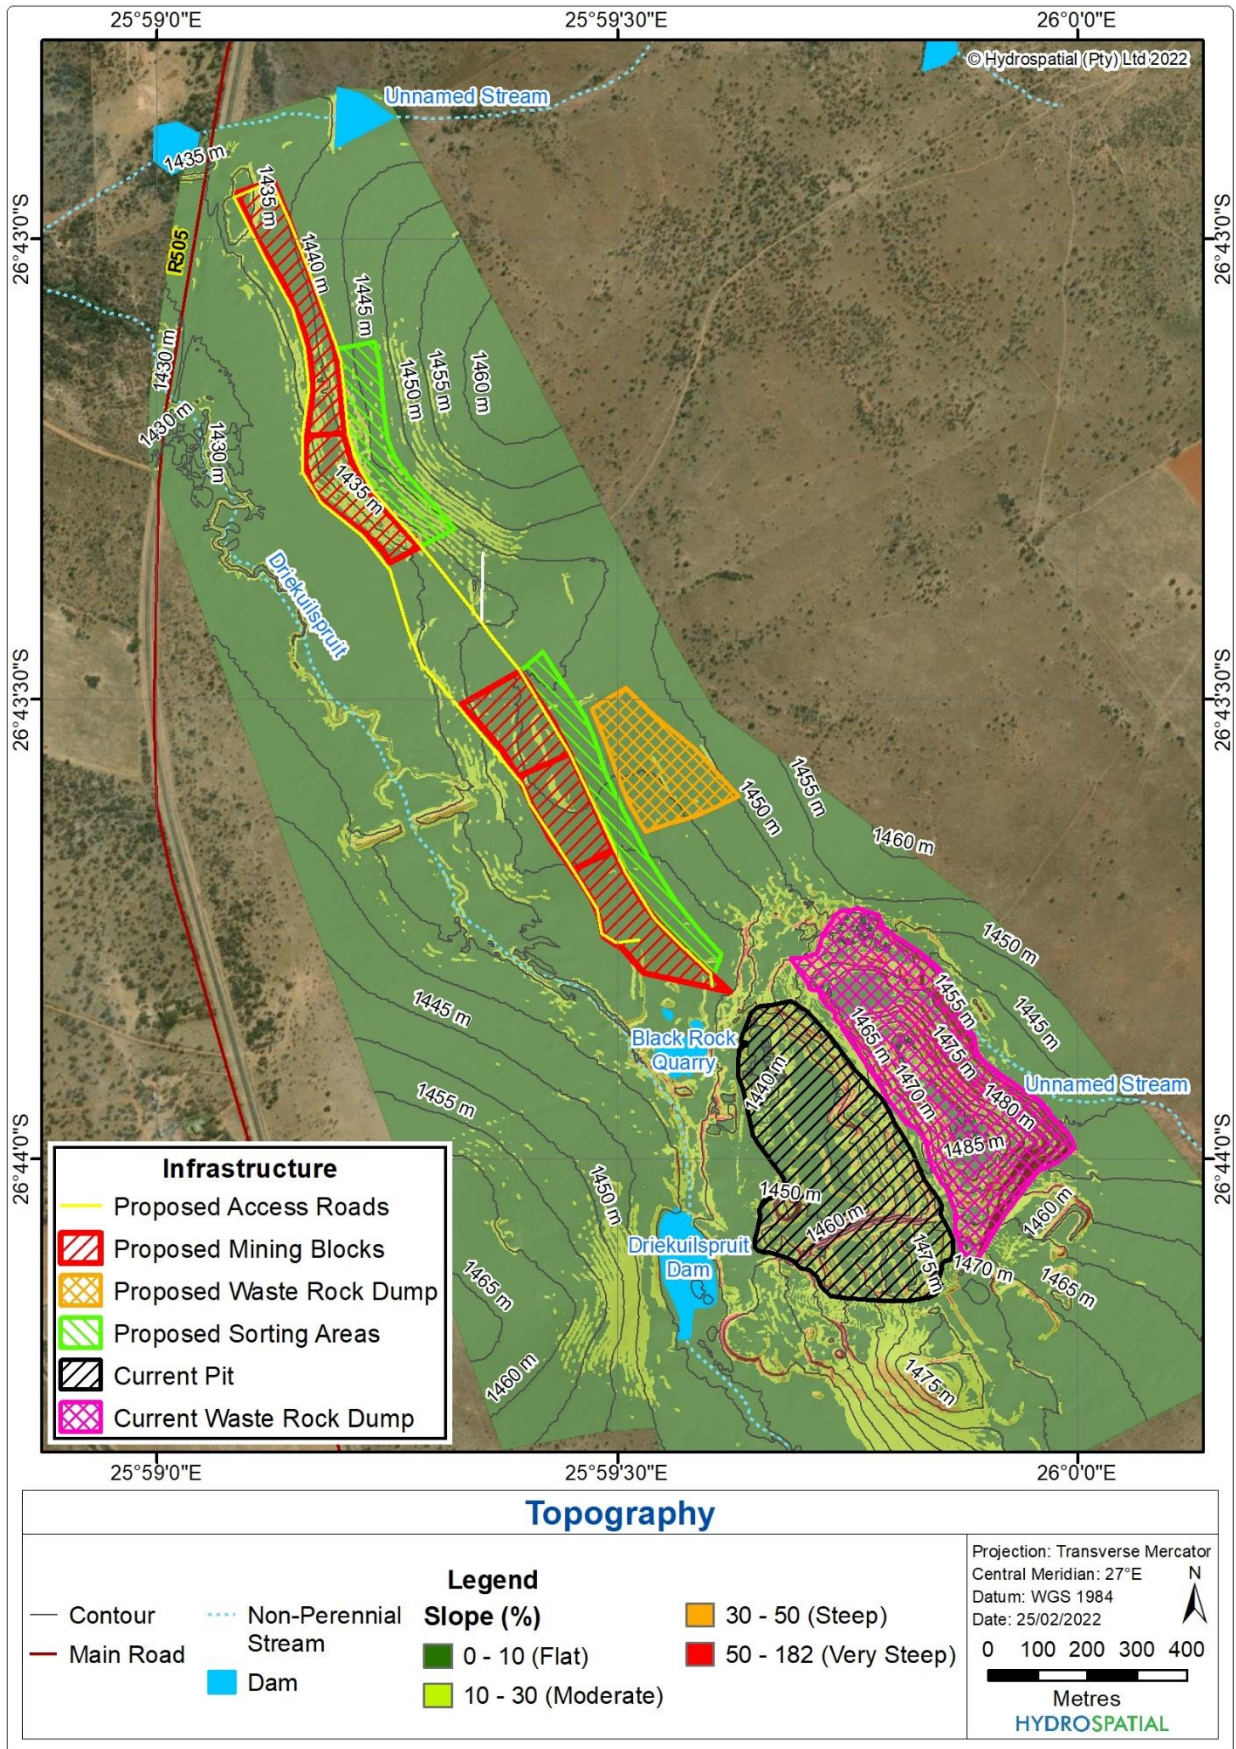 25°59'0"E
25°59'30"E
26°0'0"E
© Hydrospatial (Pty) Ltd 2022
Unnamed Stream
1435 m
1435 m
26°43'0"S
26°43'0"S
R505
1440 m
1445 m
1430 m
1450 m
1455 m
1460 m
1430 m
1430 m
1435 m
Driekuilspruit
26°43'30"S
26°43'30"S
1450 m
1455 m
1460 m
1450 m
1445 m
1455 m
1445 m
Black Rock
Quarry
1465 m
1475 m
1440 m
1470 m
1480 m
Unnamed Stream
1455 m
1485 m
26°44'0"S
26°44'0"S
1450 m
1450 m
1460 m
1460 m
Driekuilspruit
Dam
1475 m
1470 m
1465 m
1465 m
1460 m
1475 m
Infrastructure
Proposed Access Roads
Proposed Mining Blocks
Proposed Waste Rock Dump
Proposed Sorting Areas
Current Pit
Current Waste Rock Dump
25°59'0"E
25°59'30"E
26°0'0"E
Topography
Legend
Contour
Main Road
Non-Perennial
Stream
Dam
Slope (%)
0 - 10 (Flat)
10 - 30 (Moderate)
30 - 50 (Steep)
50 - 182 (Very Steep)
Projection: Transverse Mercator
Central Meridian: 27°E
Datum: WGS 1984
Date: 25/02/2022
N
0 100 200 300 400
Metres
HYDROSPATIAL